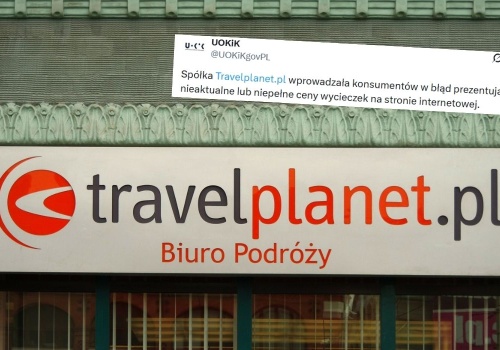 U-C'C
UOKiK
@UOKiKgovPL
Spółka Travelplanet.pl wprowadzała konsumentów w błąd prezentują
nieaktualne lub niepełne ceny wycieczek na stronie internetowej.
travelplanet.pl
Biuro Podróży